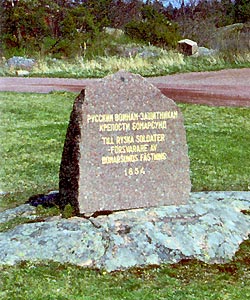 РУССКИМ ВОИНАМ-ЗАЩИТНИКАМ
КРЕПОСТИ БОМАРСУНД
TILL RYSKA SOLDATER
FÖRSVARARE AV
BOMARSUNDS FÄSTNING
1854